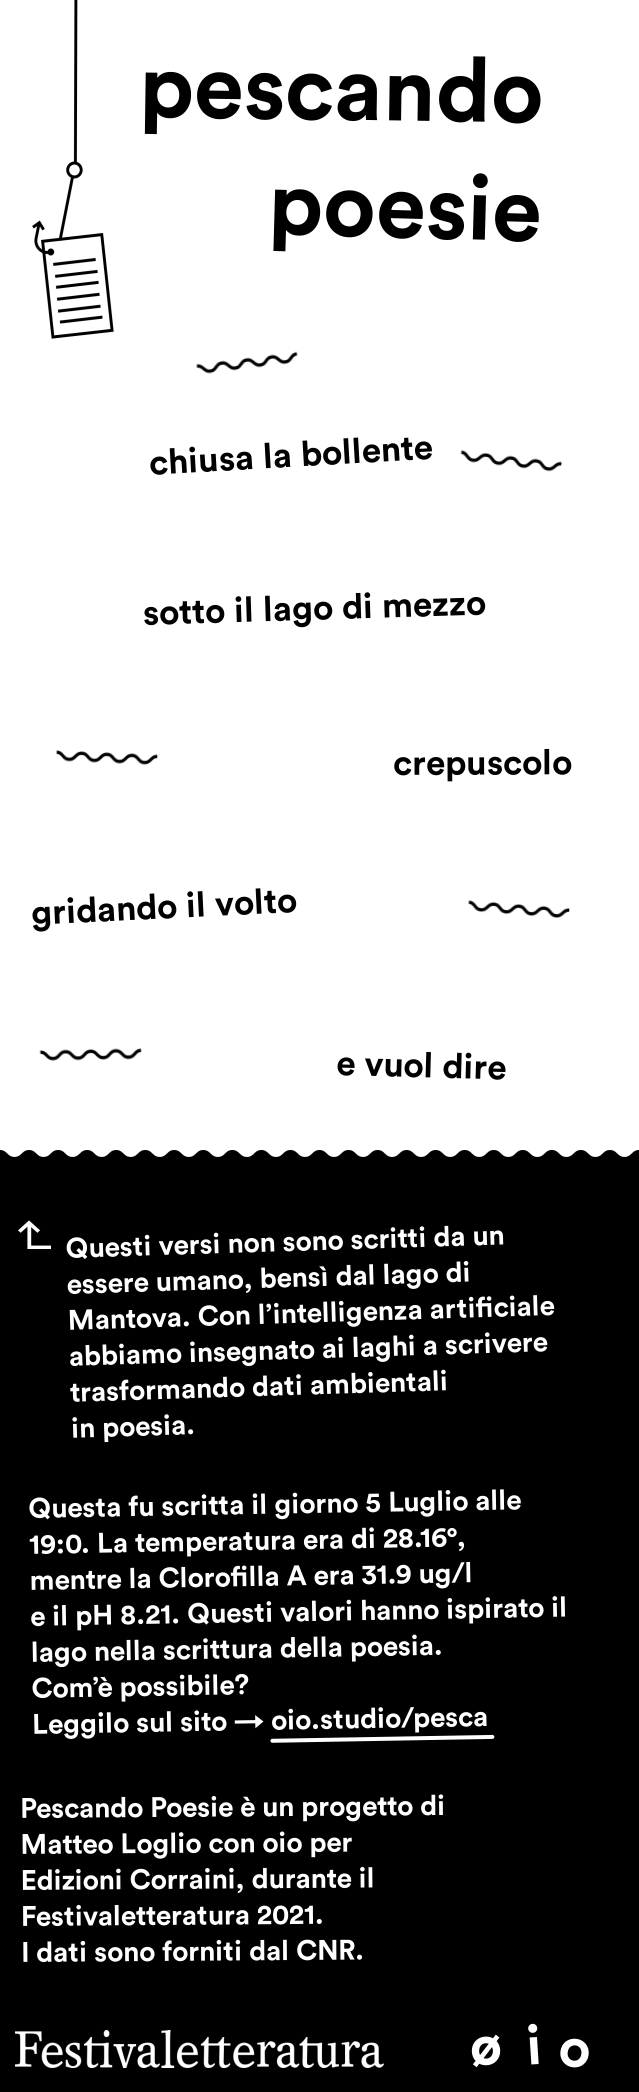 pescando
poesie
chiusa la bollente
sotto il lago di mezzo
crepuscolo
gridando il volto
e vuol dire
Questi versi non sono scritti da un
essere umano, bensì dal lago di
Mantova. Con l’intelligenza artificiale
abbiamo insegnato ai laghi a scrivere
trasformando dati ambientali
in poesia.
Questa fu scritta il giorno 5 Luglio alle
19:0. La temperatura era di 28.16°,
mentre la Clorofilla A era 31.9 ug/l
e il pH 8.21. Questi valori hanno ispirato il
lago nella scrittura della poesia.
Com’è possibile?
Leggilo sul sito → oio.studio/pesca
Pescando Poesie è un progetto di
Matteo Loglio con oio per
Edizioni Corraini, durante il
Festivaletteratura 2021.
I dati sono forniti dal CNR.
Festivaletteratura ø i o